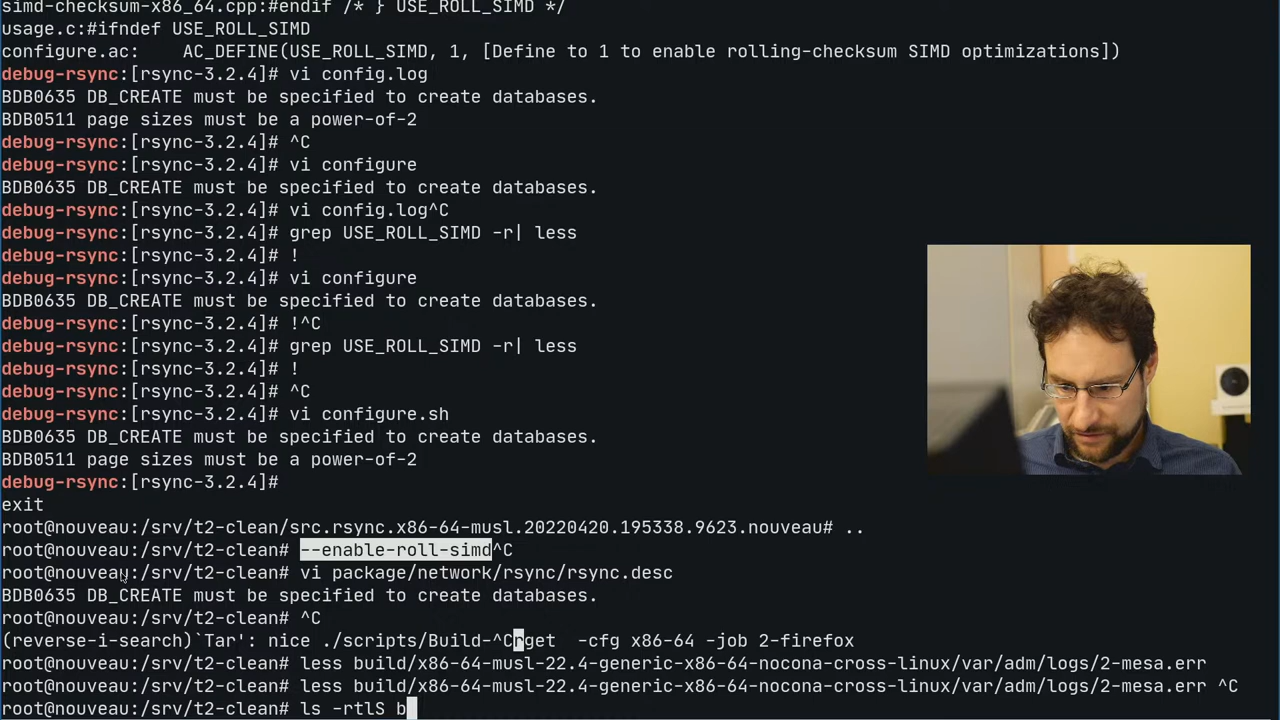 simd-checksum-x86_64.cpp:#endif /* } USE_ROLL_SIMD */
usage.c:#ifndef USE_ROLL_SIMD
configure.ac:    AC_DEFINE(USE_ROLL_SIMD, 1, [Define to 1 to enable rolling-checksum SIMD optimizations])
debug-rsync:[rsync-3.2.4]# vi config.log
BDB0635 DB_CREATE must be specified to create databases.
BDB0511 page sizes must be a power-of-2
debug-rsync:[rsync-3.2.4]# ^C
debug-rsync:[rsync-3.2.4]# vi configure
BDB0635 DB_CREATE must be specified to create databases.
debug-rsync:[rsync-3.2.4]# vi config.log^C
debug-rsync:[rsync-3.2.4]# grep USE_ROLL_SIMD -r| less
debug-rsync:[rsync-3.2.4]# !
debug-rsync:[rsync-3.2.4]# vi configure
BDB0635 DB_CREATE must be specified to create databases.
debug-rsync:[rsync-3.2.4]# !^C
debug-rsync:[rsync-3.2.4]# grep USE_ROLL_SIMD -r| less
debug-rsync:[rsync-3.2.4]# !
debug-rsync:[rsync-3.2.4]# ^C
debug-rsync:[rsync-3.2.4]# vi configure.sh
BDB0635 DB_CREATE must be specified to create databases.
BDB0511 page sizes must be a power-of-2
debug-rsync:[rsync-3.2.4]#
exit
root@nouveau:/srv/t2-clean/src.rsync.x86-64-musl.20220420.195338.9623.nouveau# ..
root@nouveau:/srv/t2-clean# --enable-roll-simd^C
root@nouveau:/srv/t2-clean# vi package/network/rsync/rsync.desc
BDB0635 DB_CREATE must be specified to create databases.
root@nouveau:/srv/t2-clean# ^C
(reverse-i-search)`Tar': nice ./scripts/Build-^Crget  -cfg x86-64 -job 2-firefox
root@nouveau:/srv/t2-clean# less build/x86-64-musl-22.4-generic-x86-64-nocona-cross-linux/var/adm/logs/2-mesa.err
root@nouveau:/srv/t2-clean# less build/x86-64-musl-22.4-generic-x86-64-nocona-cross-linux/var/adm/logs/2-mesa.err ^C
root@nouveau:/srv/t2-clean# ls -rtlS b